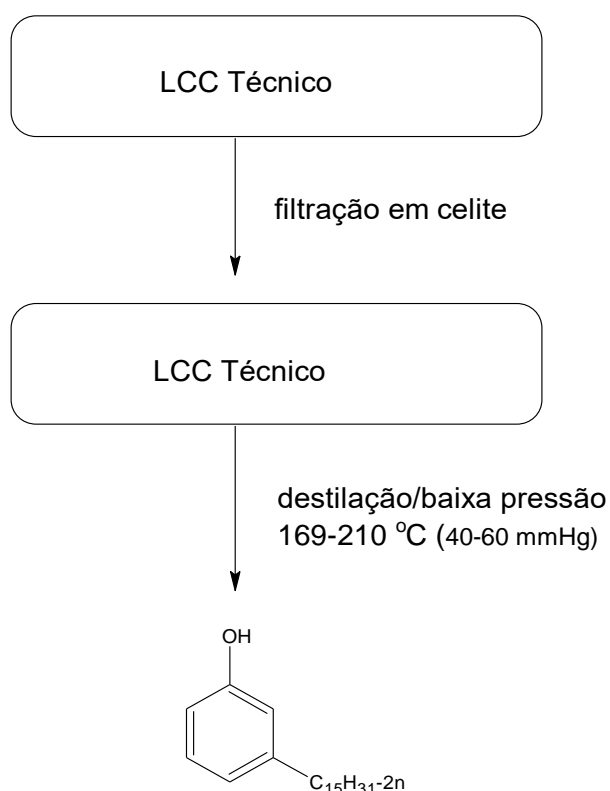 LCC Técnico
filtração em celite
LCC Técnico
destilação/baixa pressão
169-210 °C (40-60 mmHg)
OH
C₁₅H₃₁-2n